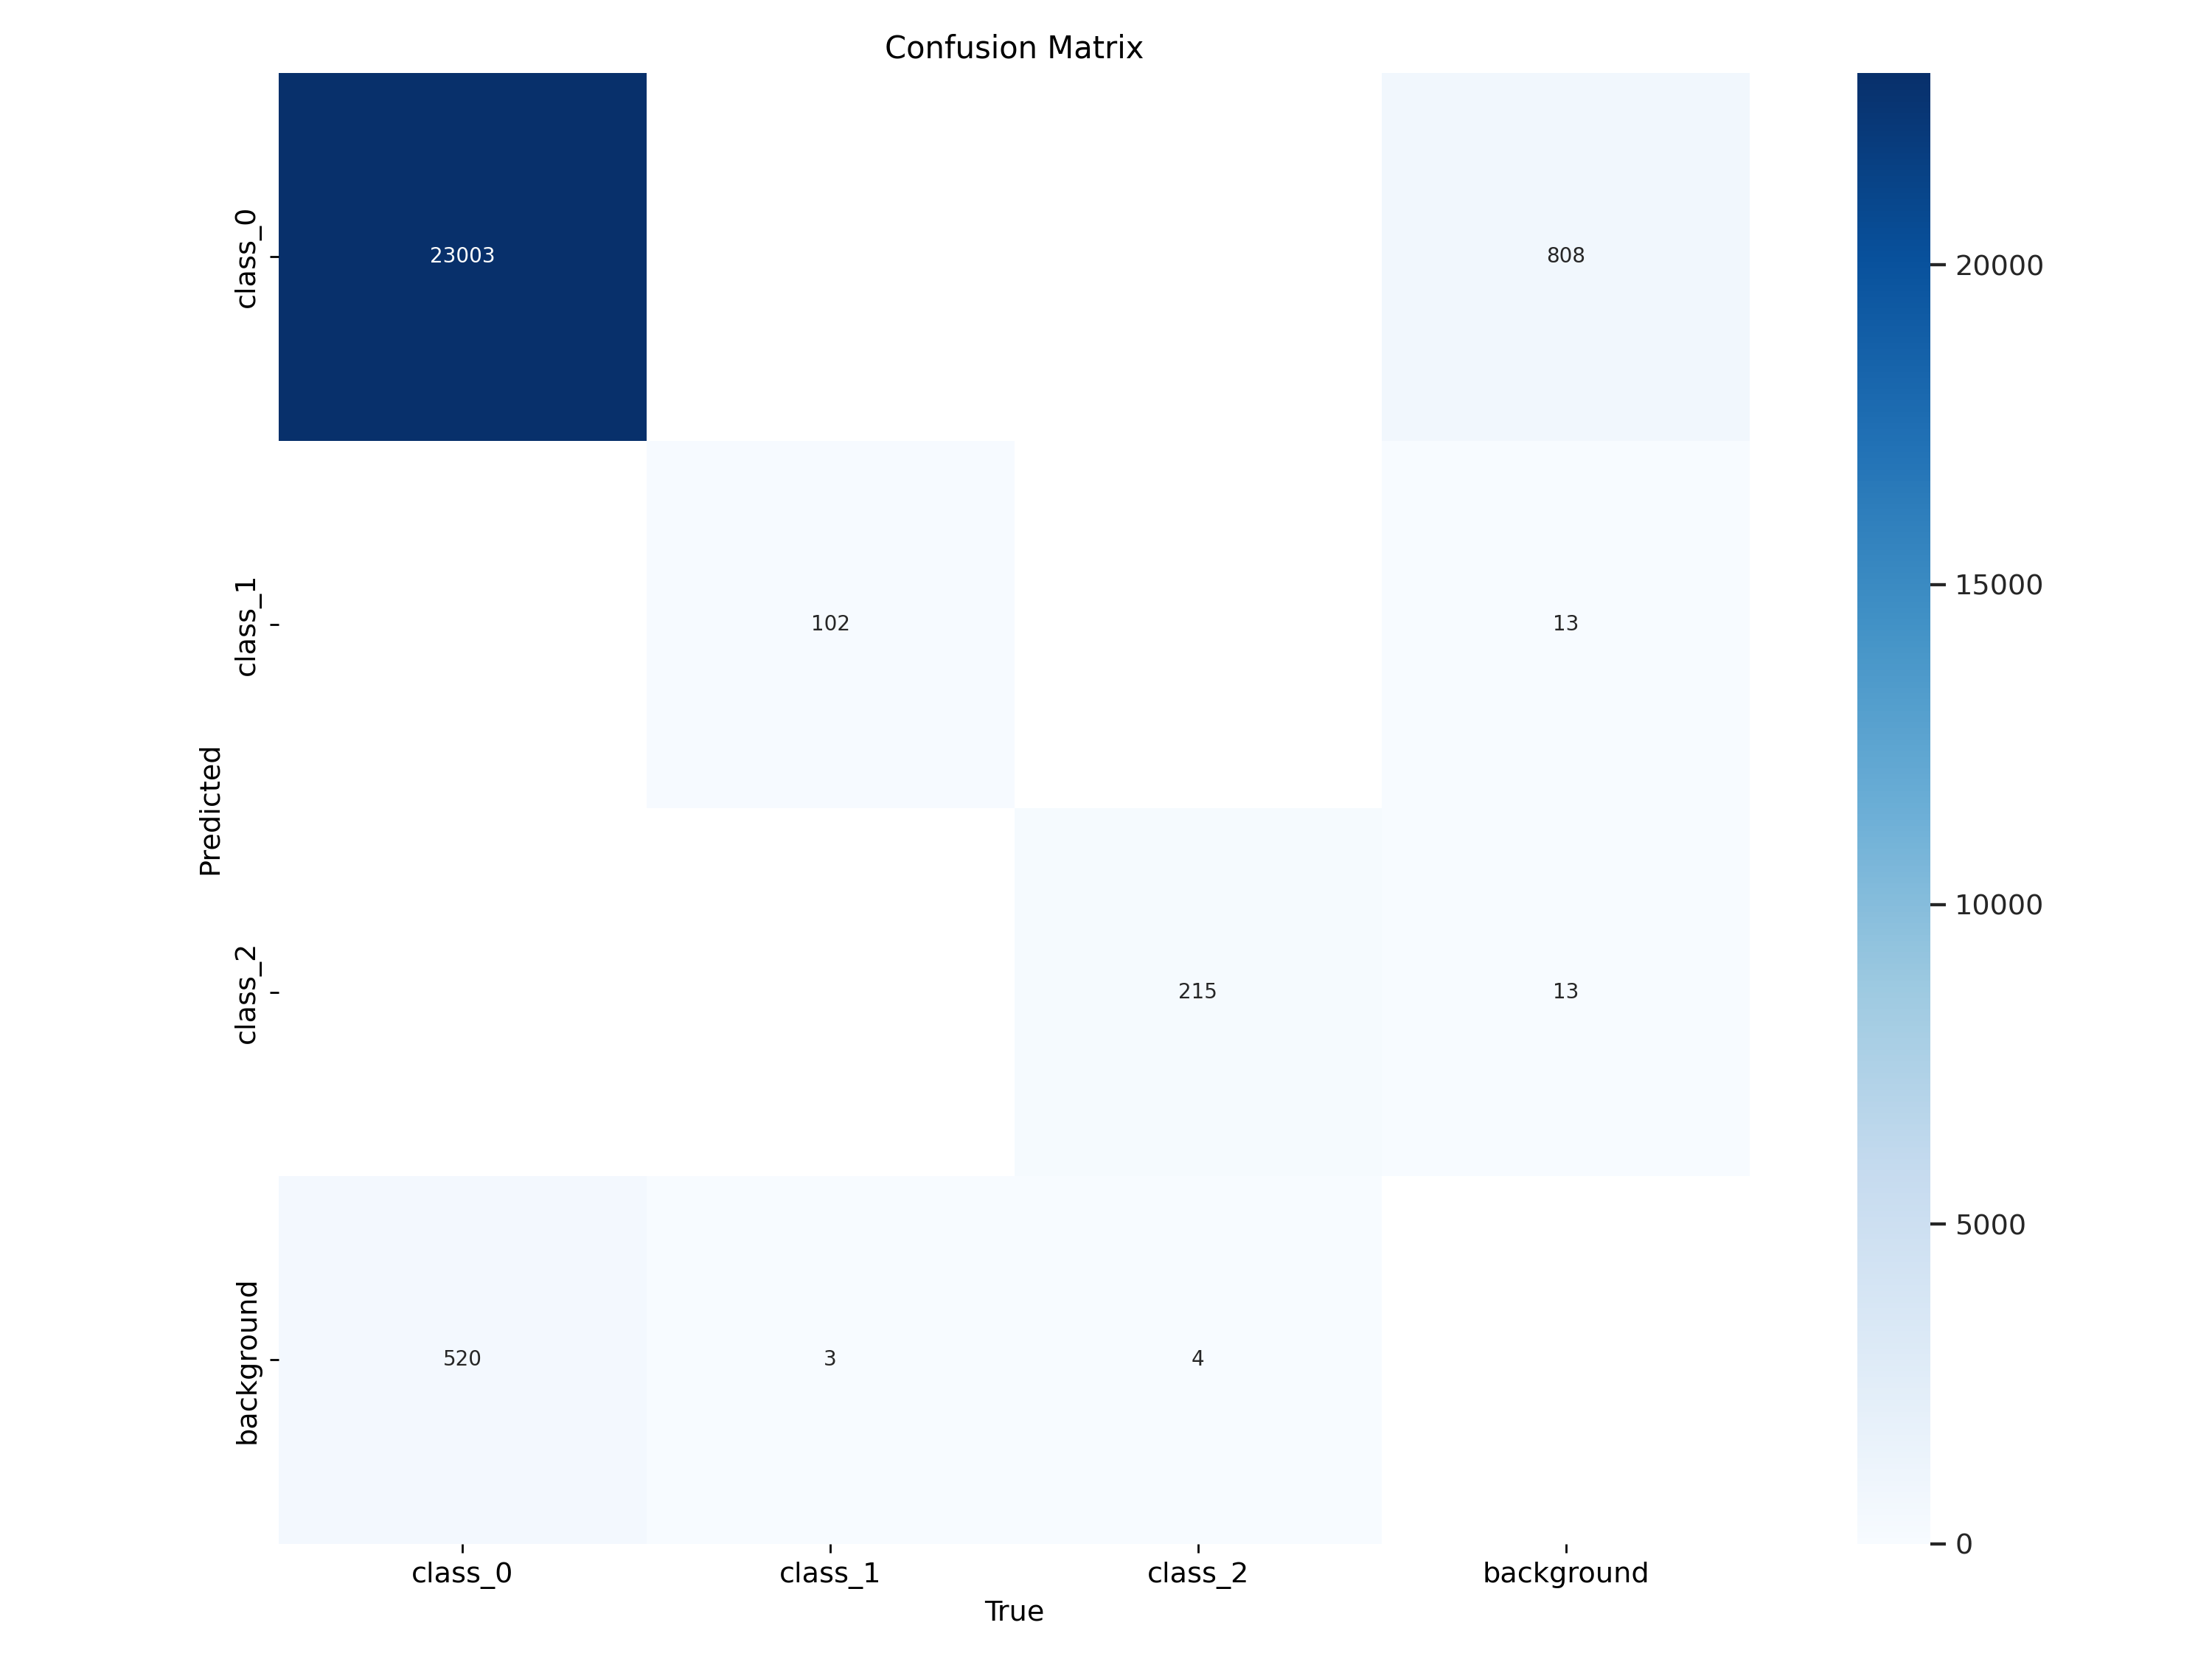 Confusion Matrix
class_0
23003
808
20000
class_1
102
13
15000
Predicted
10000
class_2
215
13
5000
background
520
3
4
0
class_0
class_1
class_2
background
True